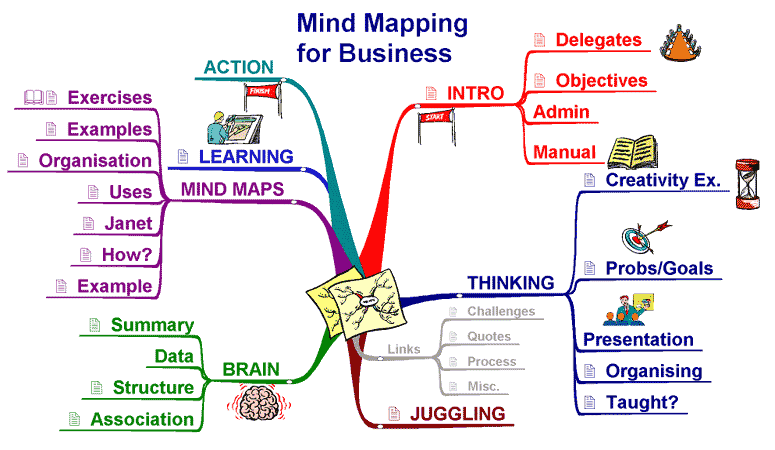 Mind Mapping
for Business
ACTION
FINISH
LEARNING
MIND MAPS
Exercises
Examples
Organisation
Uses
Janet
How?
Example
BRAIN
Summary
Data
Structure
Association
INTRO
START
Delegates
Objectives
Admin
Manual
THINKING
Creativity Ex.
Probs/Goals
Presentation
Organising
Taught?
Links
Challenges
Quotes
Process
Misc.
JUGGLING